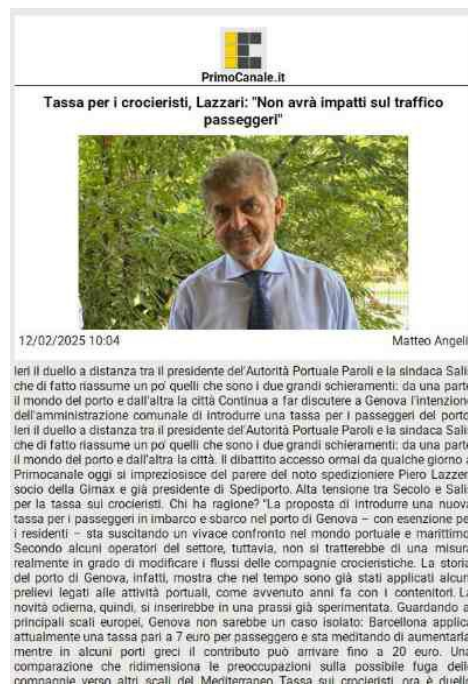 PrimoCanale.it
Tassa per i crocieristi, Lazzari: "Non avrà impatti sul traffico
passeggeri"
12/02/2025 10:04
Matteo Angeli
Ieri il duello a distanza tra il presidente del'Autorità Portuale Paroli e la sindaca Sali
che di fatto riassume un po' quelli che sono i due grandi schieramenti: da una parte
il mondo del porto e dall'altra la città Continua a far discutere a Genova l'intenzione
dell'amministrazione comunale di introdurre una tassa per i passeggeri del porto
Ieri il duello a distanza tra il presidente del'Autorità Portuale Paroli e la sindaca Sali
che di fatto riassume un po' quelli che sono i due grandi schieramenti: da una parte
il mondo del porto e dall'altra la città. Il dibattito accesso ormai da qualche giorno a
Primocanale oggi si impreziosisce del parere del noto spedizioniere Piero Lazzeri
socio della Gimax e già presidente di Spediporto. Alta tensione tra Secolo e Sali
per la tassa sui crocieristi. Chi ha ragione? "La proposta di introdurre una nuova
tassa per i passeggeri in imbarco e sbarco nel porto di Genova – con esenzione pe
i residenti – sta suscitando un vivace confronto nel mondo portuale e marittimo
Secondo alcuni operatori del settore, tuttavia, non si tratterebbe di una misura
realmente in grado di modificare i flussi delle compagnie crocieristiche. La storia
del porto di Genova, infatti, mostra che nel tempo sono già stati applicati alcuni
prelievi legati alle attività portuali, come avvenuto anni fa con i contenitori. La
novità odierna, quindi, si inserirebbe in una prassi già sperimentata. Guardando a
principali scali europei, Genova non sarebbe un caso isolato: Barcellona applica
attualmente una tassa pari a 7 euro per passeggero e sta meditando di aumentarla
mentre in alcuni porti greci il contributo può arrivare fino a 20 euro. Una
comparazione che ridimensiona le preoccupazioni sulla possibile fuga delle
compagnie verso altri scali del Mediterraneo Tassa sui crocieristi, ora è duello